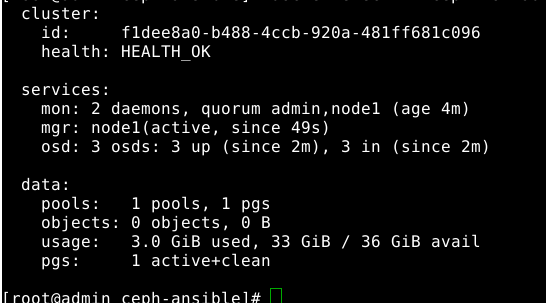 cluster:
id: f1dee8a0-b488-4ccb-920a-481ff681c096
health: HEALTH_OK
services:
mon: 2 daemons, quorum admin,node1 (age 4m)
mgr: node1(active, since 49s)
osd: 3 osds: 3 up (since 2m), 3 in (since 2m)
data:
pools: 1 pools, 1 pgs
objects: 0 objects, 0 B
usage: 3.0 GiB used, 33 GiB / 36 GiB avail
pgs: 1 active+clean
[root@admin ceph-ansible]#